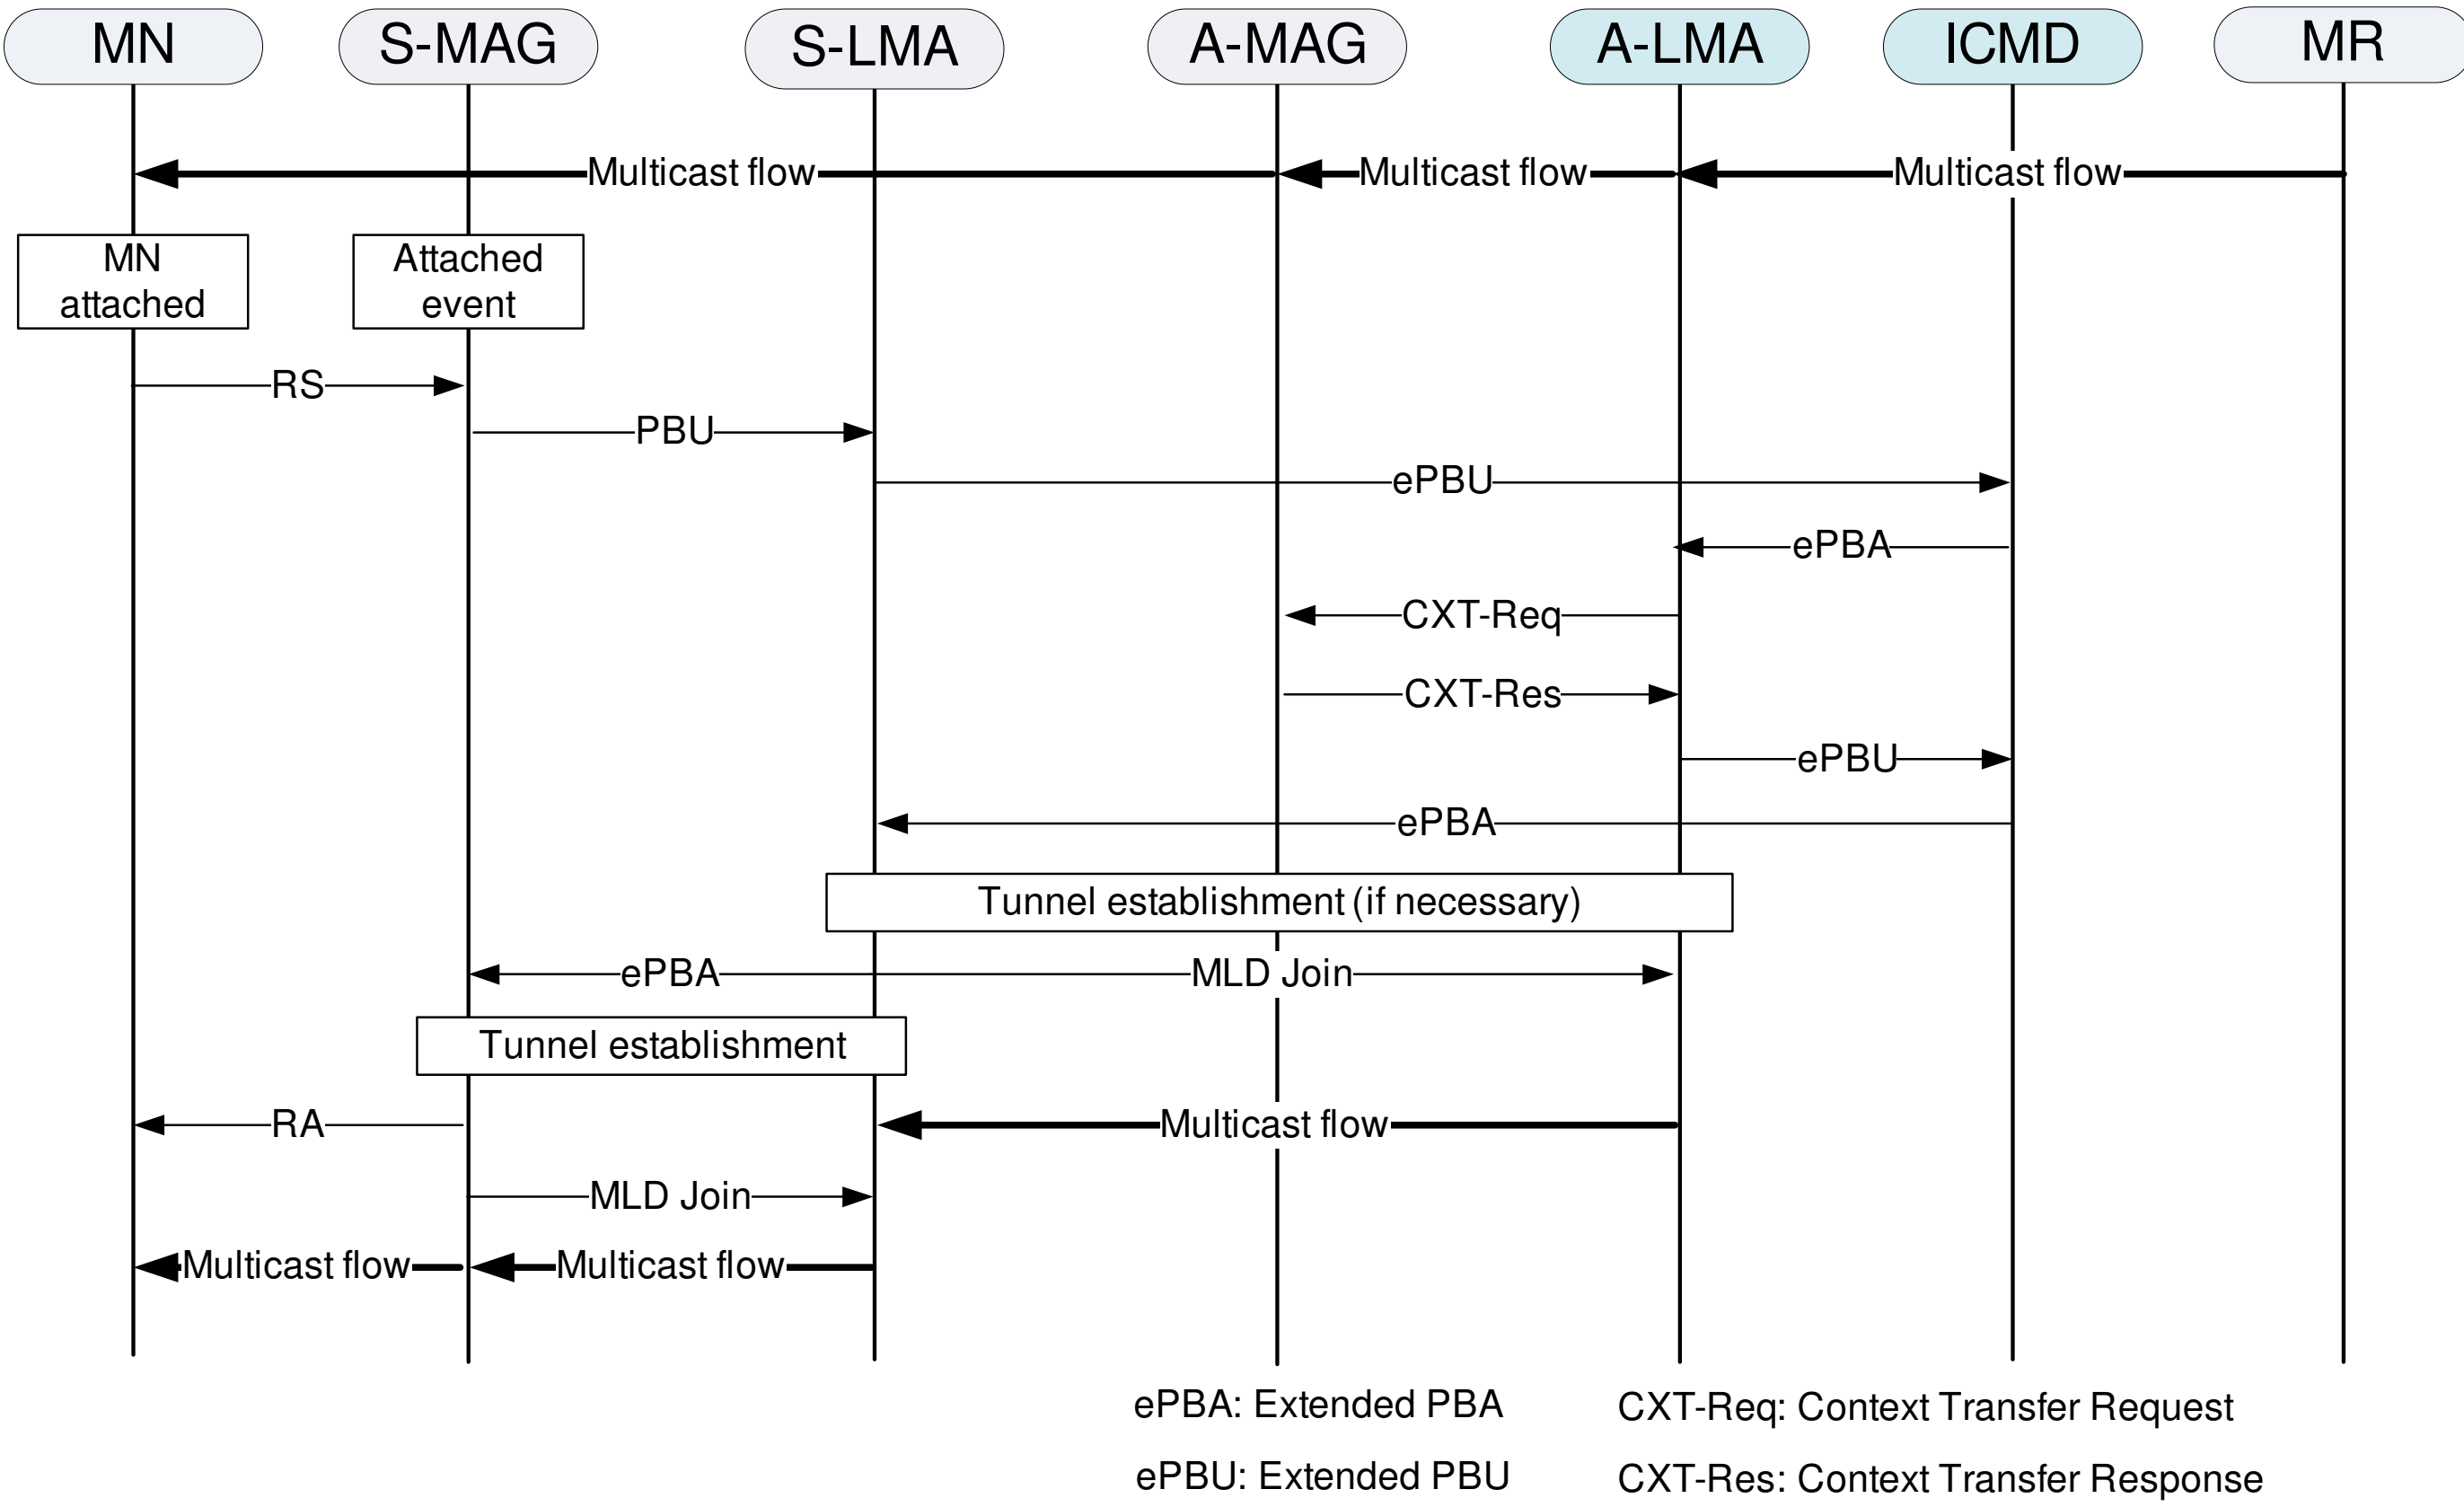 MN
S-MAG
S-LMA
A-MAG
A-LMA
ICMD
MR
Multicast flow
Multicast flow
Multicast flow
MN
attached
Attached
event
RS
PBU
ePBU
ePBA
CXT-Req
CXT-Res
ePBU
ePBA
Tunnel establishment (if necessary)
ePBA
MLD Join
Tunnel establishment
RA
Multicast flow
MLD Join
Multicast flow
Multicast flow
ePBA: Extended PBA
CXT-Req: Context Transfer Request
ePBU: Extended PBU
CXT-Res: Context Transfer Response